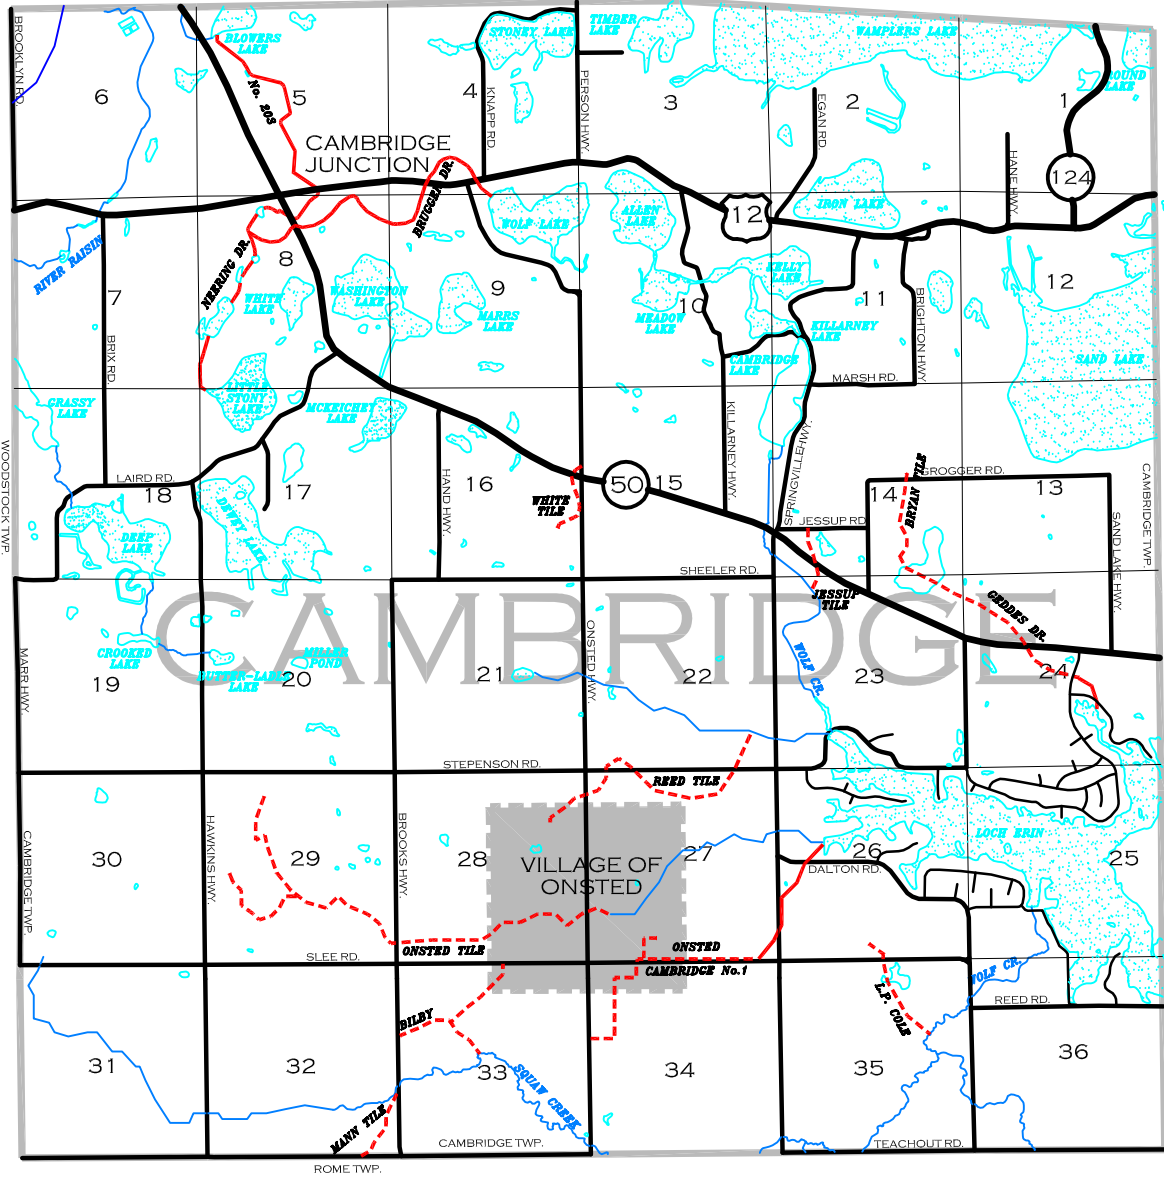 BROOKLYN RD.
BLOWERS
LAKE
STONEY LAKE
TIMBER
LAKE
WAMPLERS LAKE
ROUND
LAKE
6
5
4
3
2
1
No. 203
KNAPP RD.
PERSON HWY.
EGAN RD.
HANE HWY.
124
CAMBRIDGE
JUNCTION
BRUGGER DR.
WOLF LAKE
ALLEN
LAKE
12
IRON LAKE
RIVER RAISIN
NEERING DR.
8
7
9
10
11
12
WHITE
LAKE
WASHINGTON
LAKE
MARRS
LAKE
MEADOW
LAKE
KELLY
LAKE
KILLARNEY
LAKE
CAMBRIDGE
LAKE
BRIGHTON HWY.
SAND LAKE
BRIX RD.
MARSH RD.
GRASSY
LAKE
LITTLE
STONY
LAKE
MCKRICHEY
LAKE
KILLARNEY HWY.
SPRINGVILLEHWY.
WOODSTOCK TWP.
LAIRD RD.
18
17
16
HAND HWY.
WHITE
TILE
50
15
14
BRYAN TILE
GROGGER RD.
13
CAMBRIDGE TWP.
SAND LAKE HWY.
DEEP
LAKE
DEWEY LAKE
JESSUP RD.
SHEELER RD.
JESSUP
TILE
GEDDES DR.
CAMBRIDGE
MARR HWY.
CROOKED
LAKE
MILLER
POND
BUTTER-LABEL
LAKE
ONSTED HWY.
WOLF CR.
19
20
21
22
23
24
STEPENSON RD.
REED TILE
CAMBRIDGE TWP.
HAWKINS HWY.
BROOKS HWY.
LOCH ERIN
30
29
28
VILLAGE OF
ONSTED
27
26
25
DALTON RD.
ONSTED TILE
ONSTED
SLEE RD.
CAMBRIDGE No.1
WOLF CR.
L.P. COLE
REED RD.
BILBY
31
32
33
34
35
36
SQUAW CREEK
MANN TILE
CAMBRIDGE TWP.
TEACHOUT RD.
ROME TWP.